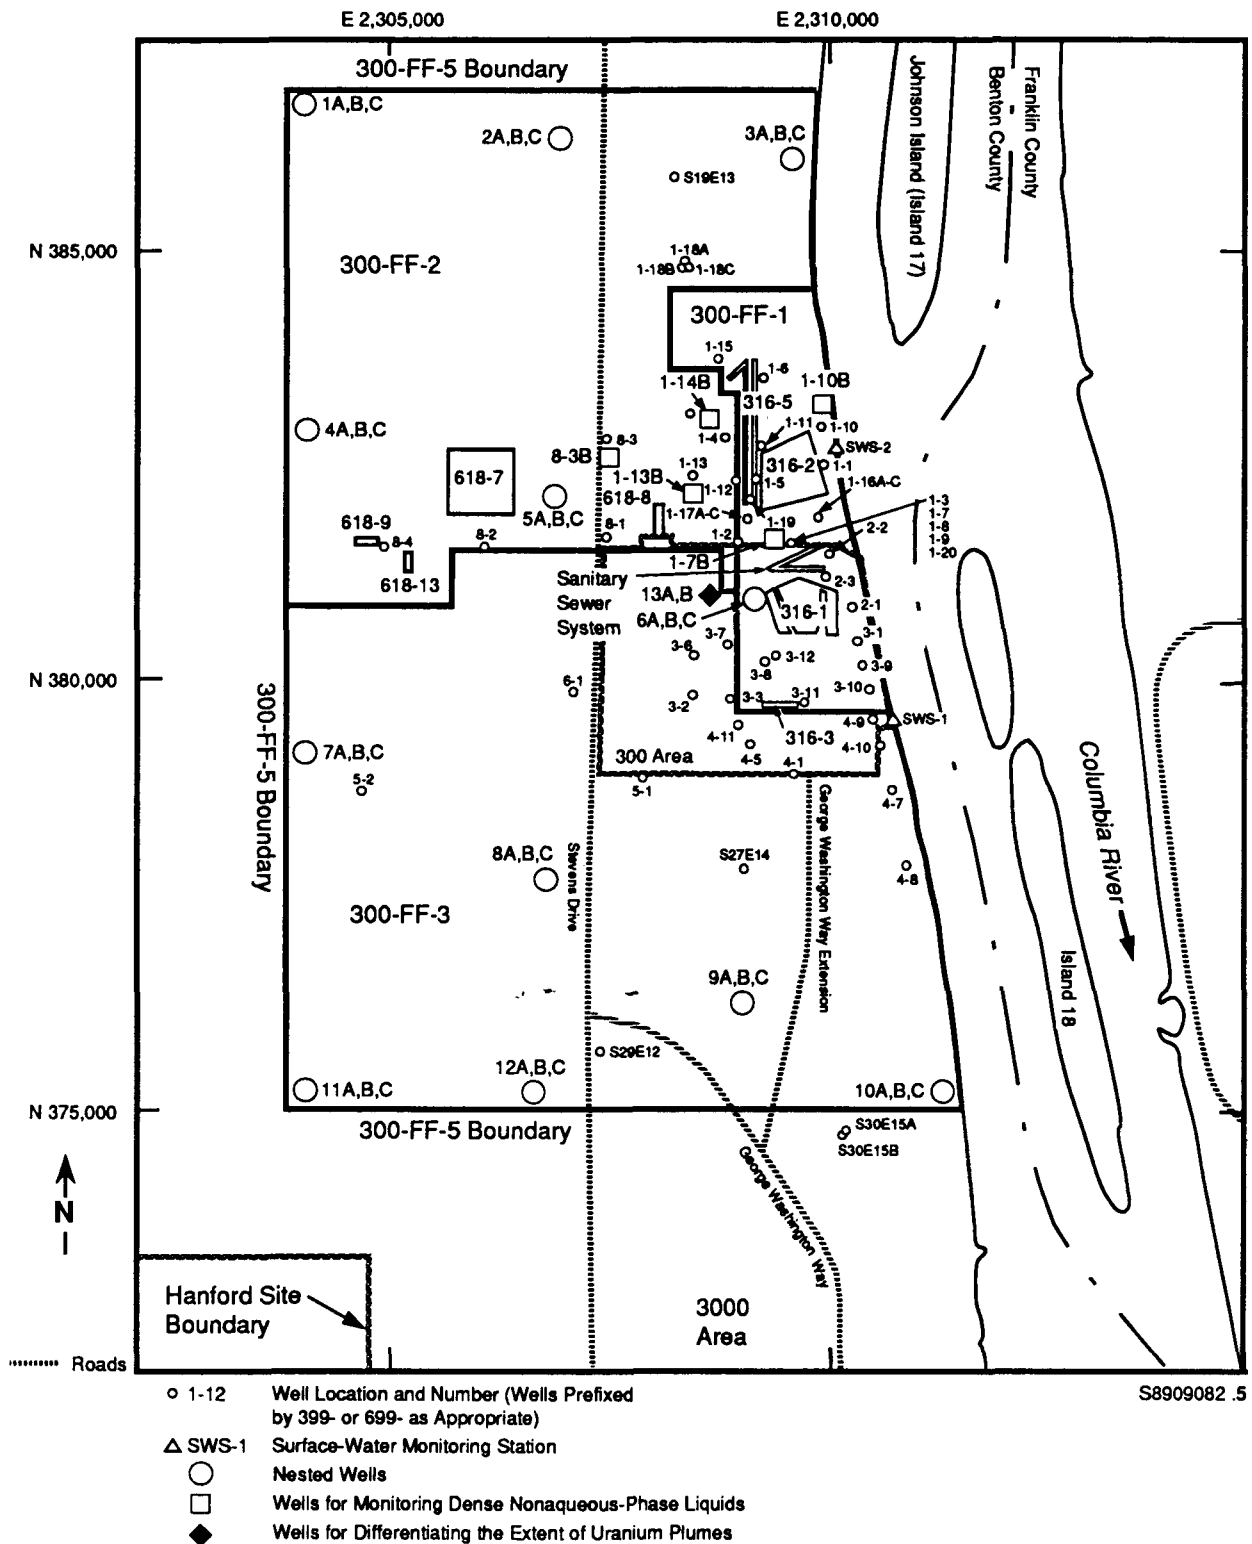 E 2,305,000
E 2,310,000
300-FF-5 Boundary
1A,B,C
2A,B,C
3A,B,C
S19E13
Johnson Island (Island 17)
Benton County
Franklin County
N 385,000
300-FF-2
1-18A
1-18B
1-18C
300-FF-1
1-15
1-6
1-14B
1-10B
316-5
4A,B,C
8-3
1-4
1-11
1-10
SWS-2
8-3B
618-7
1-13
316-2
1-1
1-13B
1-12
1-5
1-16A-C
618-8
5A,B,C
1-17A-C
1-3
1-7
1-8
1-9
1-20
618-9
8-4
8-2
8-1
1-2
1-19
2-2
618-13
1-7B
Sanitary
Sewer
System
2-3
13A,B
6A,B,C
316-1
2-1
3-7
3-1
3-6
3-12
3-8
3-9
N 380,000
6-1
3-10
3-2
3-3
3-11
4-9
SWS-1
4-11
316-3
300-FF-5 Boundary
7A,B,C
300 Area
4-5
4-10
5-2
5-1
4-1
4-7
Columbia River
George Washington Way Extension
Stevens Drive
8A,B,C
S27E14
4-8
300-FF-3
Island 18
9A,B,C
S29E12
11A,B,C
12A,B,C
10A,B,C
N 375,000
300-FF-5 Boundary
S30E15A
S30E15B
George Washington Way
N
Hanford Site
Boundary
3000
Area
Roads
S8909082 .5
1-12 Well Location and Number (Wells Prefixed
by 399- or 699- as Appropriate)
SWS-1 Surface-Water Monitoring Station
Nested Wells
Wells for Monitoring Dense Nonaqueous-Phase Liquids
Wells for Differentiating the Extent of Uranium Plumes